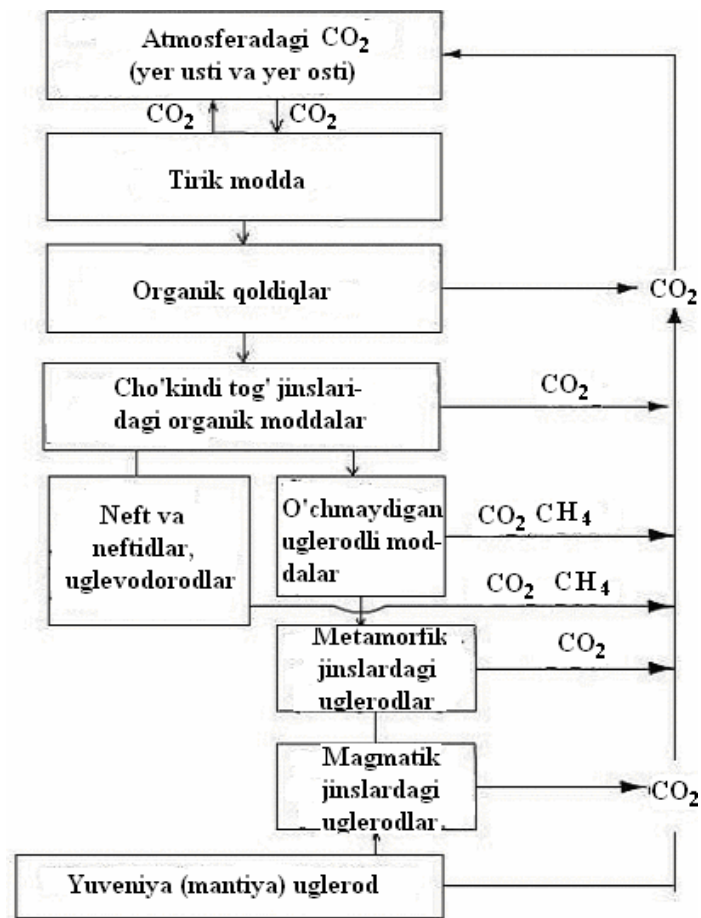 Atmosferadagi CO₂
(yer usti va yer osti)
CO₂ CO₂
Tirik modda
Organik qoldiqlar
CO₂
Cho'kindi tog' jinslari-
dagi organik moddalar
CO₂
Neft va
neftidlar,
uglevodorodlar
O'chmaydigan
uglerodli mod-
dalar
CO₂ CH₄
CO₂ CH₄
Metamorfik
jinslardagi
uglerodlar
CO₂
Magmatik
jinslardagi
uglerodlar
CO₂
Yuveniya (mantiya) uglerod